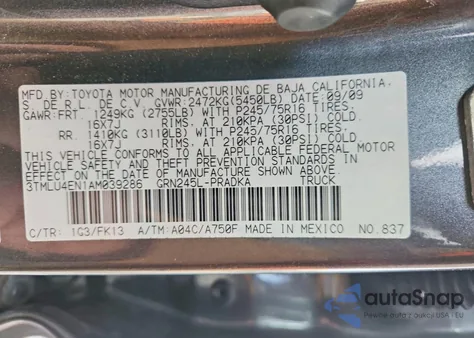 MFD.BY:TOYOTA MOTOR MANUFACTURING DE BAJA CALIFORNIA,
S. DE R.L. DE C.V. GVWR:2472KG(5450LB) DATE:09/09
GAWR:FRT. 1249KG (2755LB) WITH P245/75R16 TIRES,
16X7J RIMS, AT 210KPA (30PSI) COLD
RR. 1410KG (3110LB) WITH P245/75R16 TIRES,
16X7J RIMS, AT 210KPA (30PSI) COLD
THIS VEHICLE CONFORMS TO ALL APPLICABLE FEDERAL MOTOR
VEHICLE SAFETY AND THEFT PREVENTION STANDARDS IN
EFFECT ON THE DATE OF MANUFACTURE SHOWN ABOVE.
3TMLU4EN1AM039286 GRN245L-PRADKA TRUCK
C/TR: 1G3/FK13 A/TM:A04C/A750F MADE IN MEXICO NO.837
autoSnap